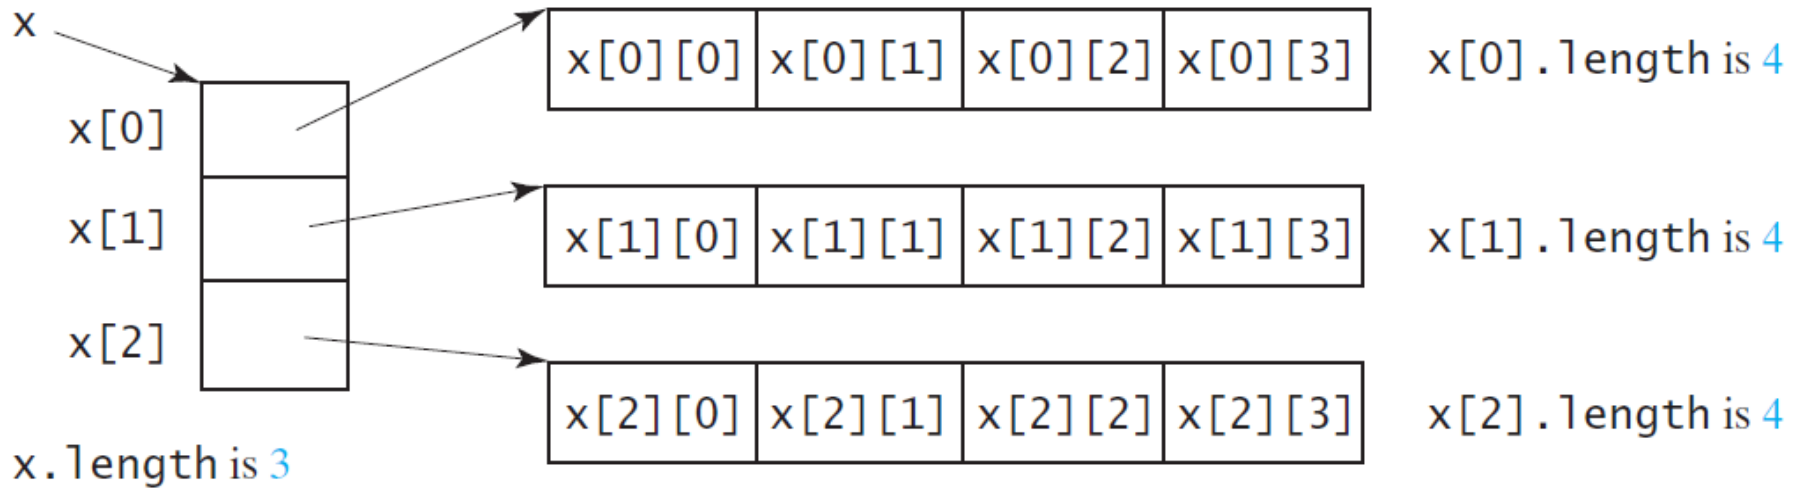 x
x[0][0] x[0][1] x[0][2] x[0][3] x[0].length is 4
x[0]
x[1]
x[1][0] x[1][1] x[1][2] x[1][3] x[1].length is 4
x[2]
x[2][0] x[2][1] x[2][2] x[2][3] x[2].length is 4
x.length is 3